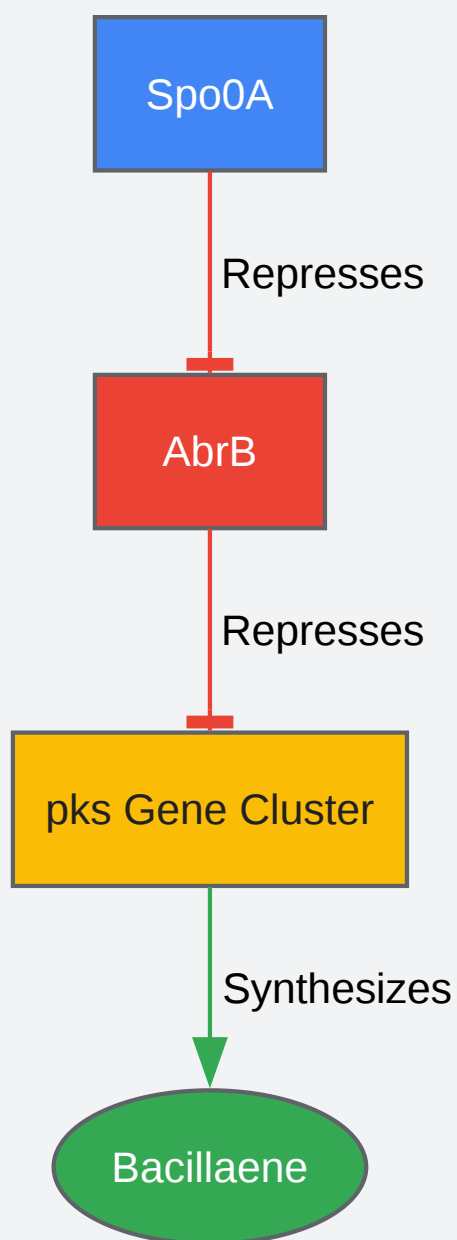 Spo0A
Represses
AbrB
Represses
pks Gene Cluster
Synthesizes
Bacillaene